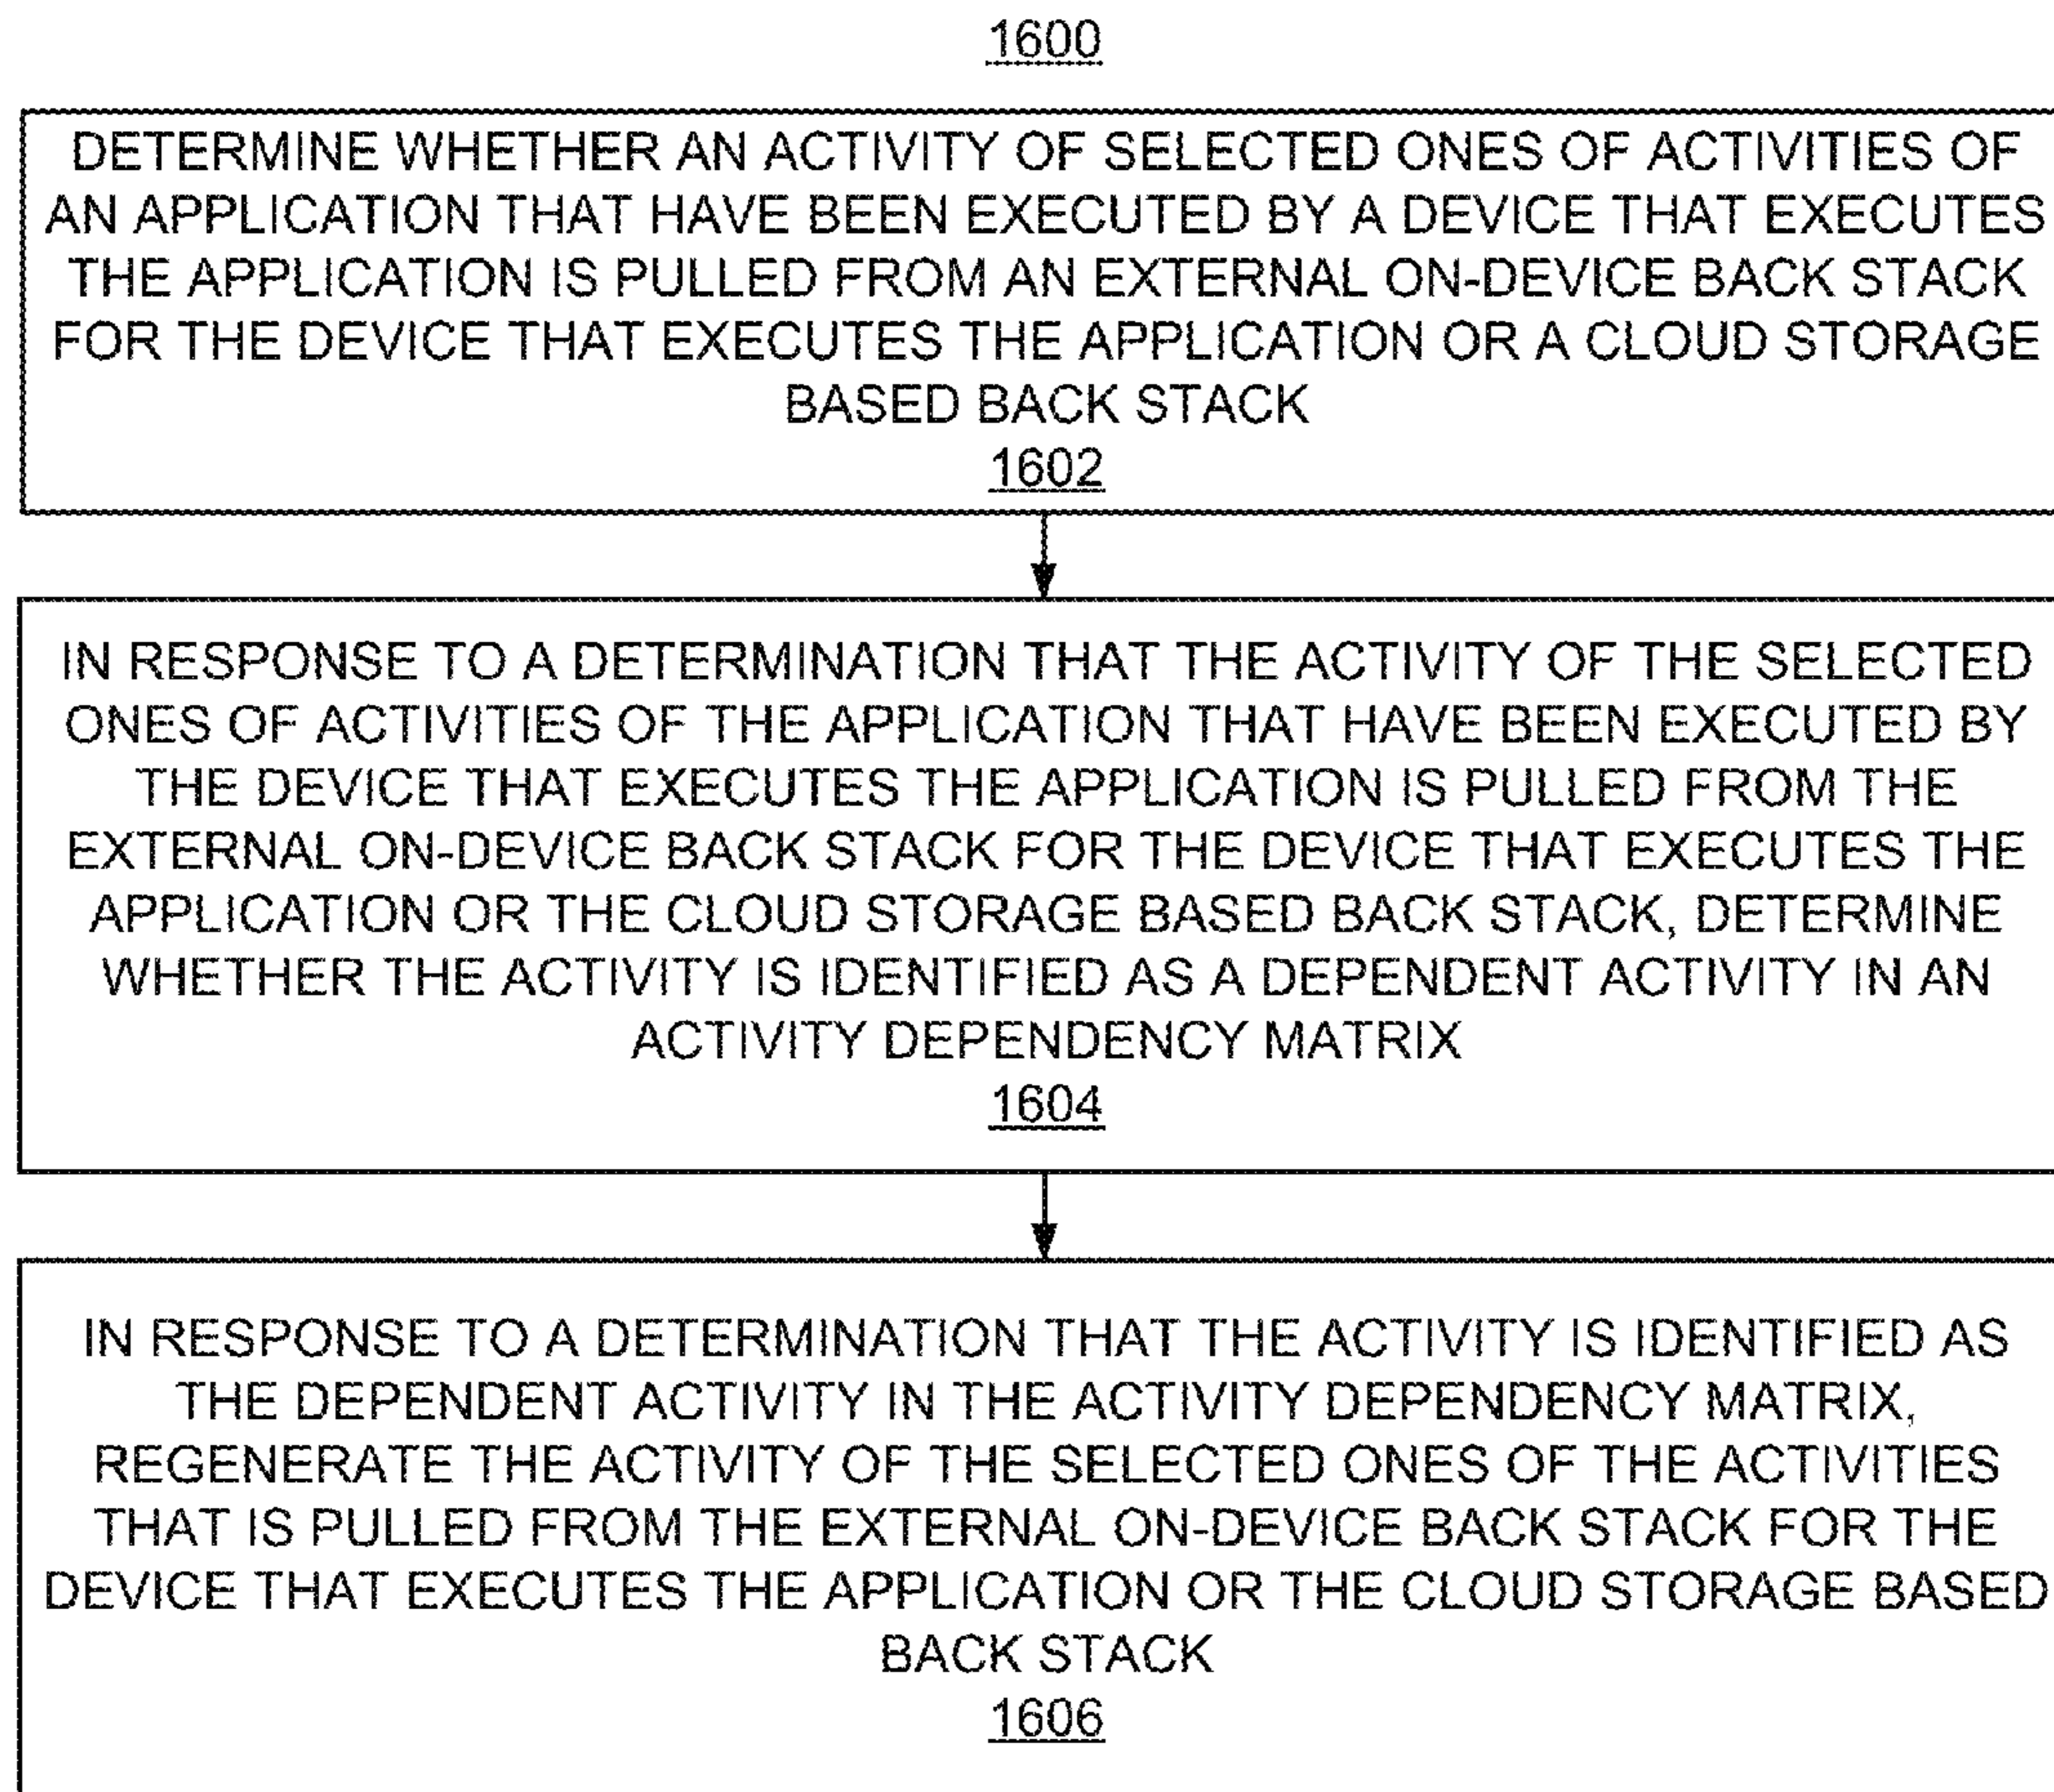 1600
DETERMINE WHETHER AN ACTIVITY OF SELECTED ONES OF ACTIVITIES OF
AN APPLICATION THAT HAVE BEEN EXECUTED BY A DEVICE THAT EXECUTES
THE APPLICATION IS PULLED FROM AN EXTERNAL ON-DEVICE BACK STACK
FOR THE DEVICE THAT EXECUTES THE APPLICATION OR A CLOUD STORAGE
BASED BACK STACK
1602
IN RESPONSE TO A DETERMINATION THAT THE ACTIVITY OF THE SELECTED
ONES OF ACTIVITIES OF THE APPLICATION THAT HAVE BEEN EXECUTED BY
THE DEVICE THAT EXECUTES THE APPLICATION IS PULLED FROM THE
EXTERNAL ON-DEVICE BACK STACK FOR THE DEVICE THAT EXECUTES THE
APPLICATION OR THE CLOUD STORAGE BASED BACK STACK, DETERMINE
WHETHER THE ACTIVITY IS IDENTIFIED AS A DEPENDENT ACTIVITY IN AN
ACTIVITY DEPENDENCY MATRIX
1604
IN RESPONSE TO A DETERMINATION THAT THE ACTIVITY IS IDENTIFIED AS
THE DEPENDENT ACTIVITY IN THE ACTIVITY DEPENDENCY MATRIX,
REGENERATE THE ACTIVITY OF THE SELECTED ONES OF THE ACTIVITIES
THAT IS PULLED FROM THE EXTERNAL ON-DEVICE BACK STACK FOR THE
DEVICE THAT EXECUTES THE APPLICATION OR THE CLOUD STORAGE BASED
BACK STACK
1606